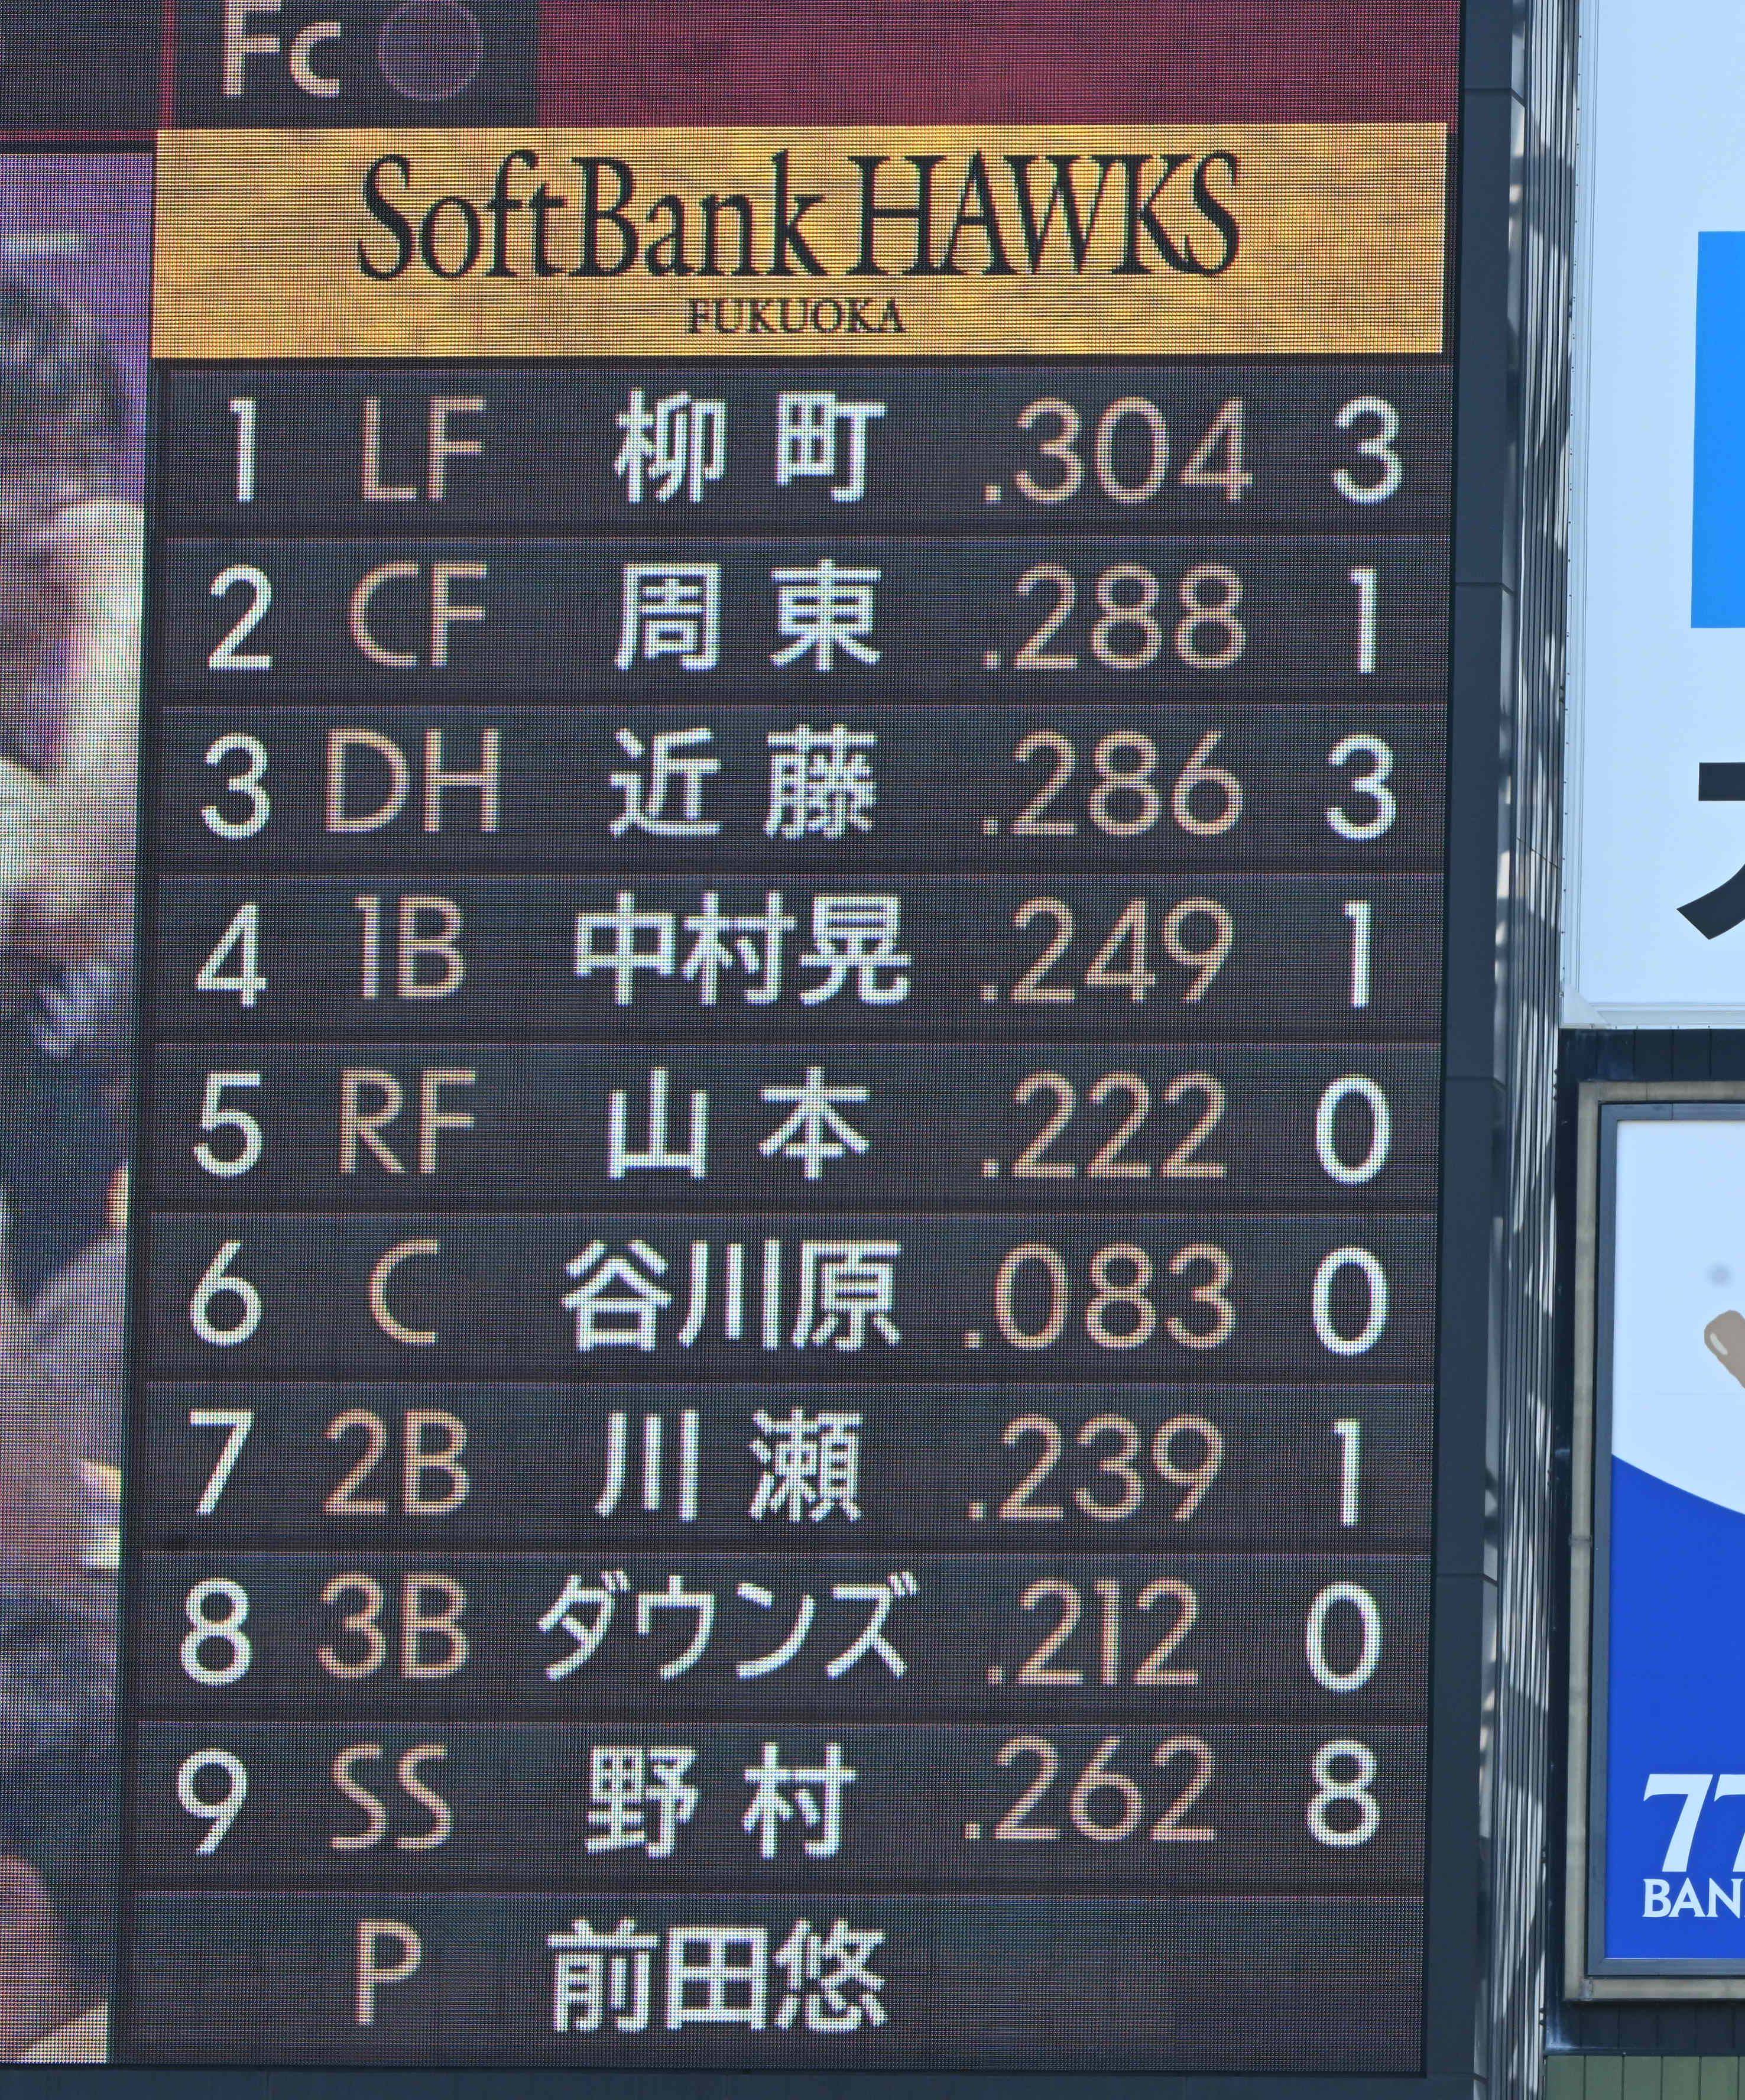 Fc
SoftBank HAWKS
FUKUOKA
1 LF 柳町 .304 3
2 CF 周東 .288 1
3 DH 近藤 .286 3
4 1B 中村晃 .249 1
5 RF 山本 .222 0
6 C 谷川原 .083 0
7 2B 川瀬 .239 1
8 3B ダウンズ .212 0
9 SS 野村 .262 8
P 前田悠
77
BAN